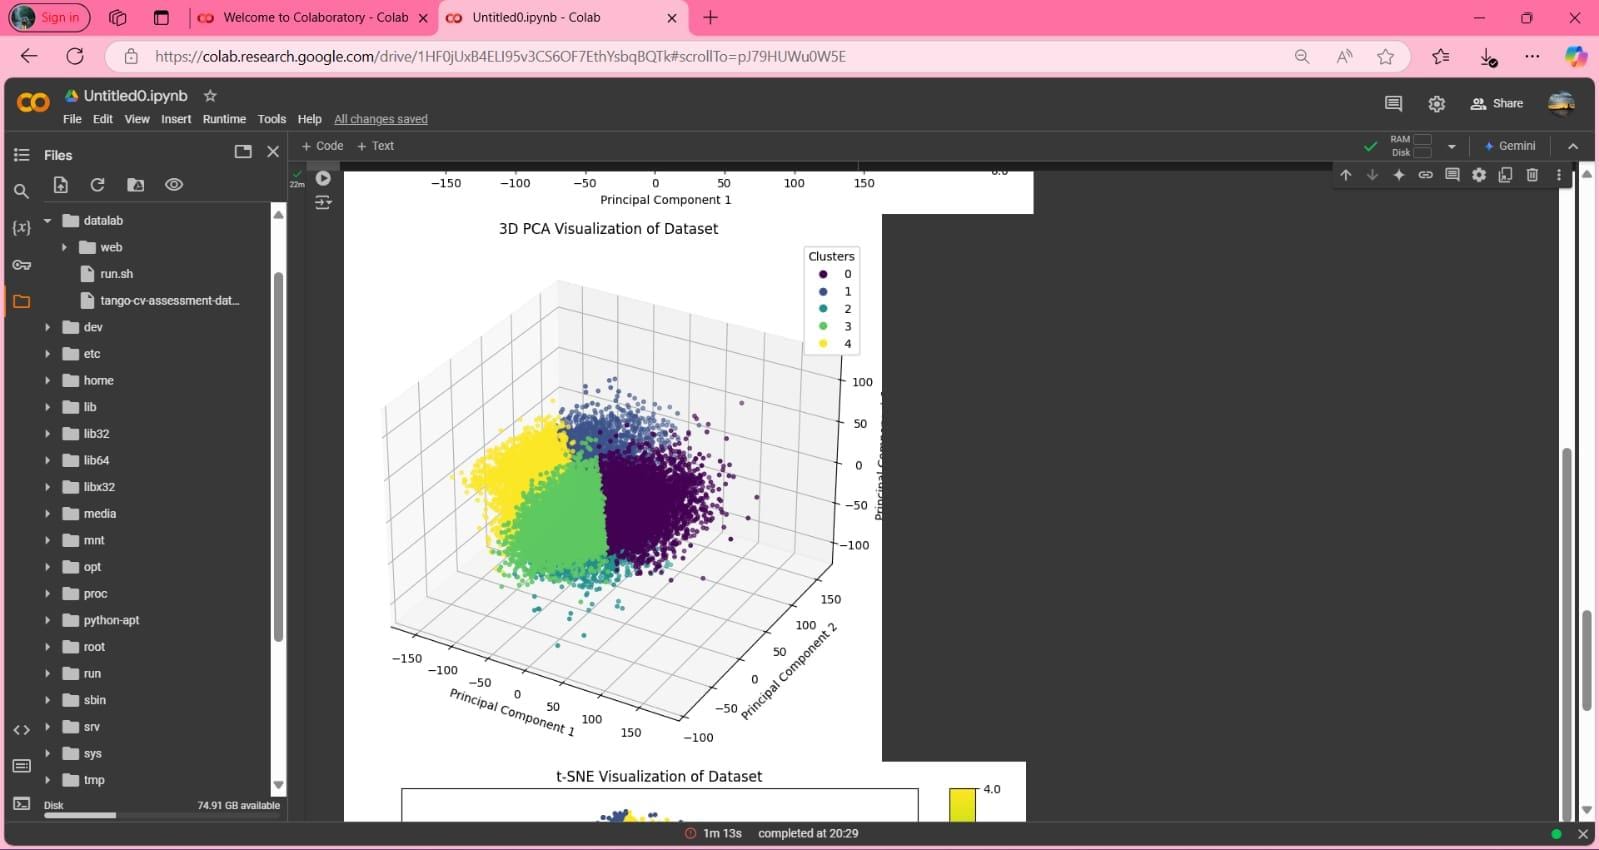 Sign in
Welcome to Colaboratory - Colab
Untitled0.ipynb - Colab
https://colab.research.google.com/drive/1HF0jUxB4ELI95v3CS6OF7EthYsbqBQTk#scrollTo=pJ79HUWu0W5E
Untitled0.ipynb
File Edit View Insert Runtime Tools Help All changes saved
Share
Files
+ Code + Text
RAM
Disk
Gemini
{x}
datalab
web
run.sh
tango-cv-assessment-dat...
dev
etc
home
lib
lib32
lib64
libx32
media
mnt
opt
proc
python-apt
root
run
sbin
srv
sys
tmp
Disk 74.91 GB available
22m
−150 −100 −50 0 50 100 150
Principal Component 1
3D PCA Visualization of Dataset
Clusters
0
1
2
3
4
100
50
0
−50
−100
150
100
50
0
−50
−100
Principal Component 2
−150
−100
−50
0
50
100
150
Principal Component 1
t-SNE Visualization of Dataset
4.0
1m 13s completed at 20:29